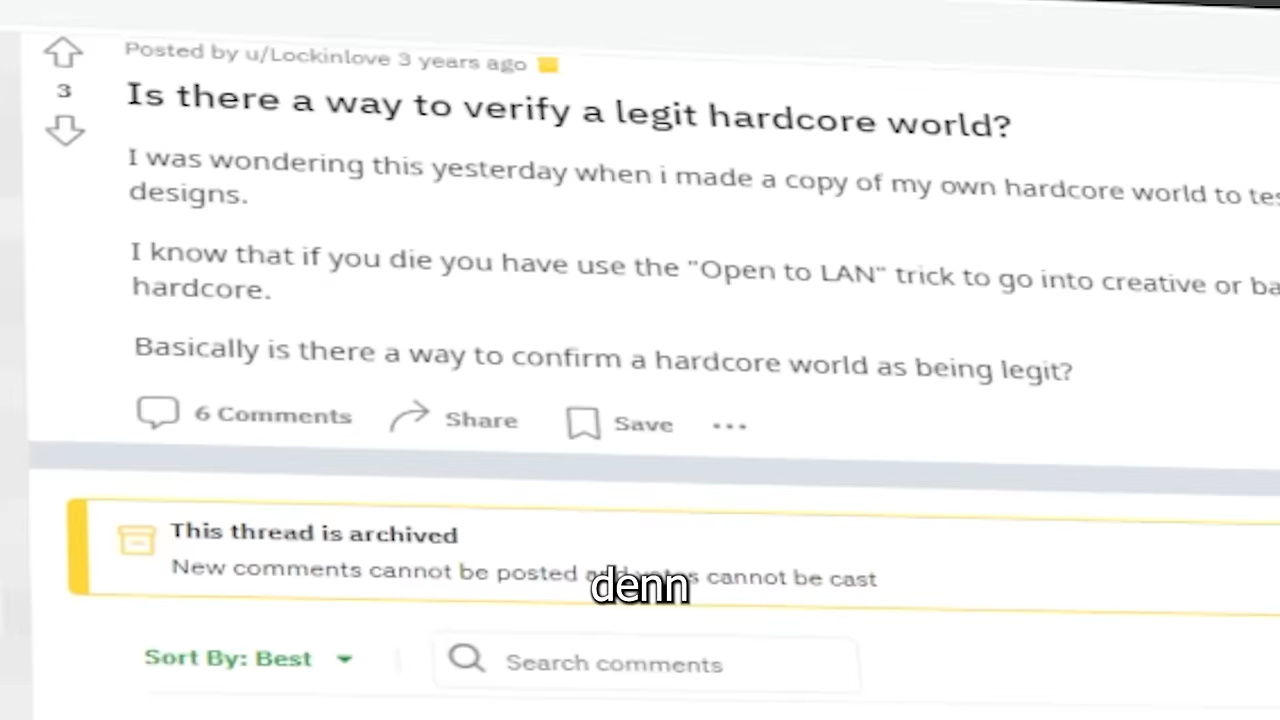 Posted by u/Lockinlove 3 years ago
3
Is there a way to verify a legit hardcore world?
I was wondering this yesterday when i made a copy of my own hardcore world to
designs.
I know that if you die you have use the "Open to LAN" trick to go into creative or
hardcore.
Basically is there a way to confirm a hardcore world as being legit?
6 Comments Share Save ...
This thread is archived
New comments cannot be posted and votes cannot be cast
denn
Sort By: Best
Search comments